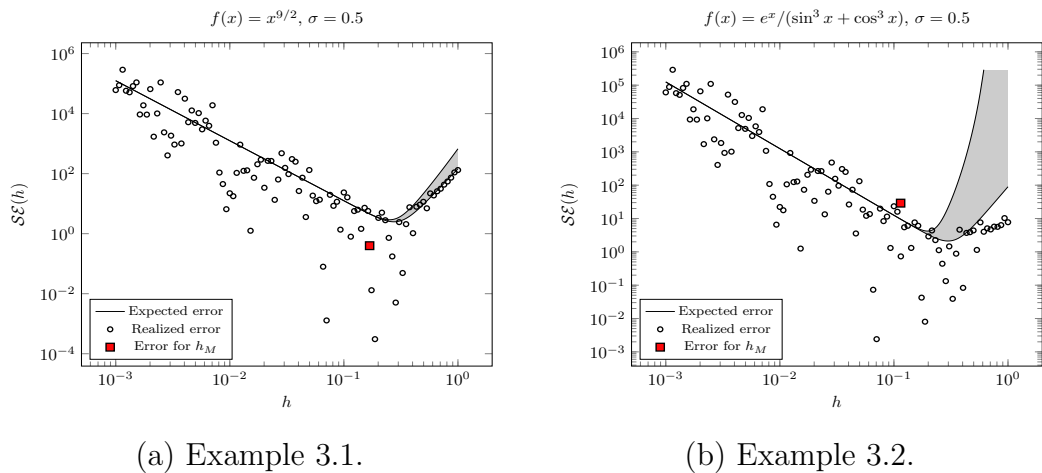 f(x) = x^{9/2}, σ = 0.5
10^6
10^4
10^2
10^0
10^{−2}
10^{−4}
SE(h)
Expected error
Realized error
Error for h_M
10^{−3}
10^{−2}
10^{−1}
10^0
h
(a) Example 3.1.
f(x) = e^x/(sin^3 x + cos^3 x), σ = 0.5
10^6
10^5
10^4
10^3
10^2
10^1
10^0
10^{−1}
10^{−2}
10^{−3}
SE(h)
Expected error
Realized error
Error for h_M
10^{−3}
10^{−2}
10^{−1}
10^0
h
(b) Example 3.2.